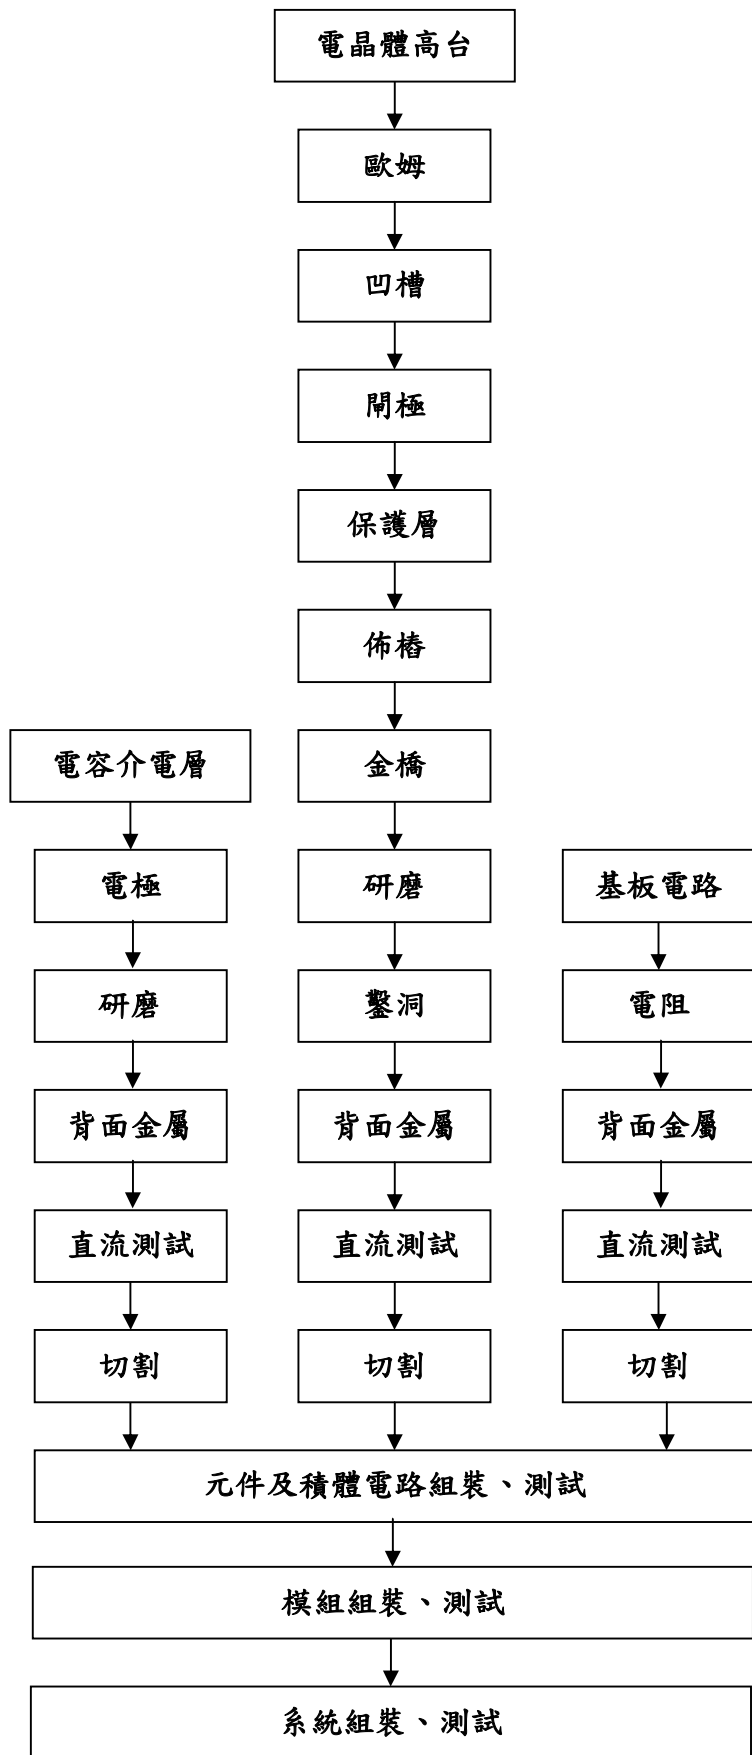 電晶體高台
歐姆
凹槽
閘極
保護層
佈樁
電容介電層
金橋
電極
研磨
基板電路
研磨
鑿洞
電阻
背面金屬
背面金屬
背面金屬
直流測試
直流測試
直流測試
切割
切割
切割
元件及積體電路組裝、測試
模組組裝、測試
系統組裝、測試